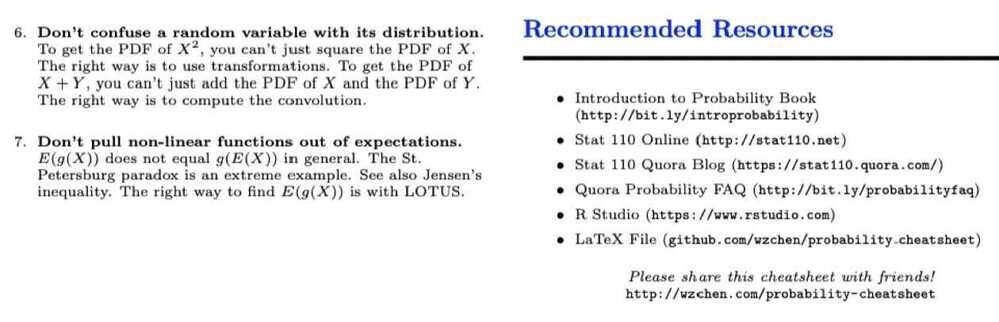 6. Don't confuse a random variable with its distribution.
To get the PDF of X², you can't just square the PDF of X.
The right way is to use transformations. To get the PDF of
X + Y, you can't just add the PDF of X and the PDF of Y.
The right way is to compute the convolution.
7. Don't pull non-linear functions out of expectations.
E(g(X)) does not equal g(E(X)) in general. The St.
Petersburg paradox is an extreme example. See also Jensen's
inequality. The right way to find E(g(X)) is with LOTUS.
Recommended Resources
• Introduction to Probability Book
(http://bit.ly/introprobability)
• Stat 110 Online (http://stat110.net)
• Stat 110 Quora Blog (https://stat110.quora.com/)
• Quora Probability FAQ (http://bit.ly/probabilityfaq)
• R Studio (https://www.rstudio.com)
• LaTeX File (github.com/wzchen/probability_cheatsheet)
Please share this cheatsheet with friends!
http://wzchen.com/probability-cheatsheet